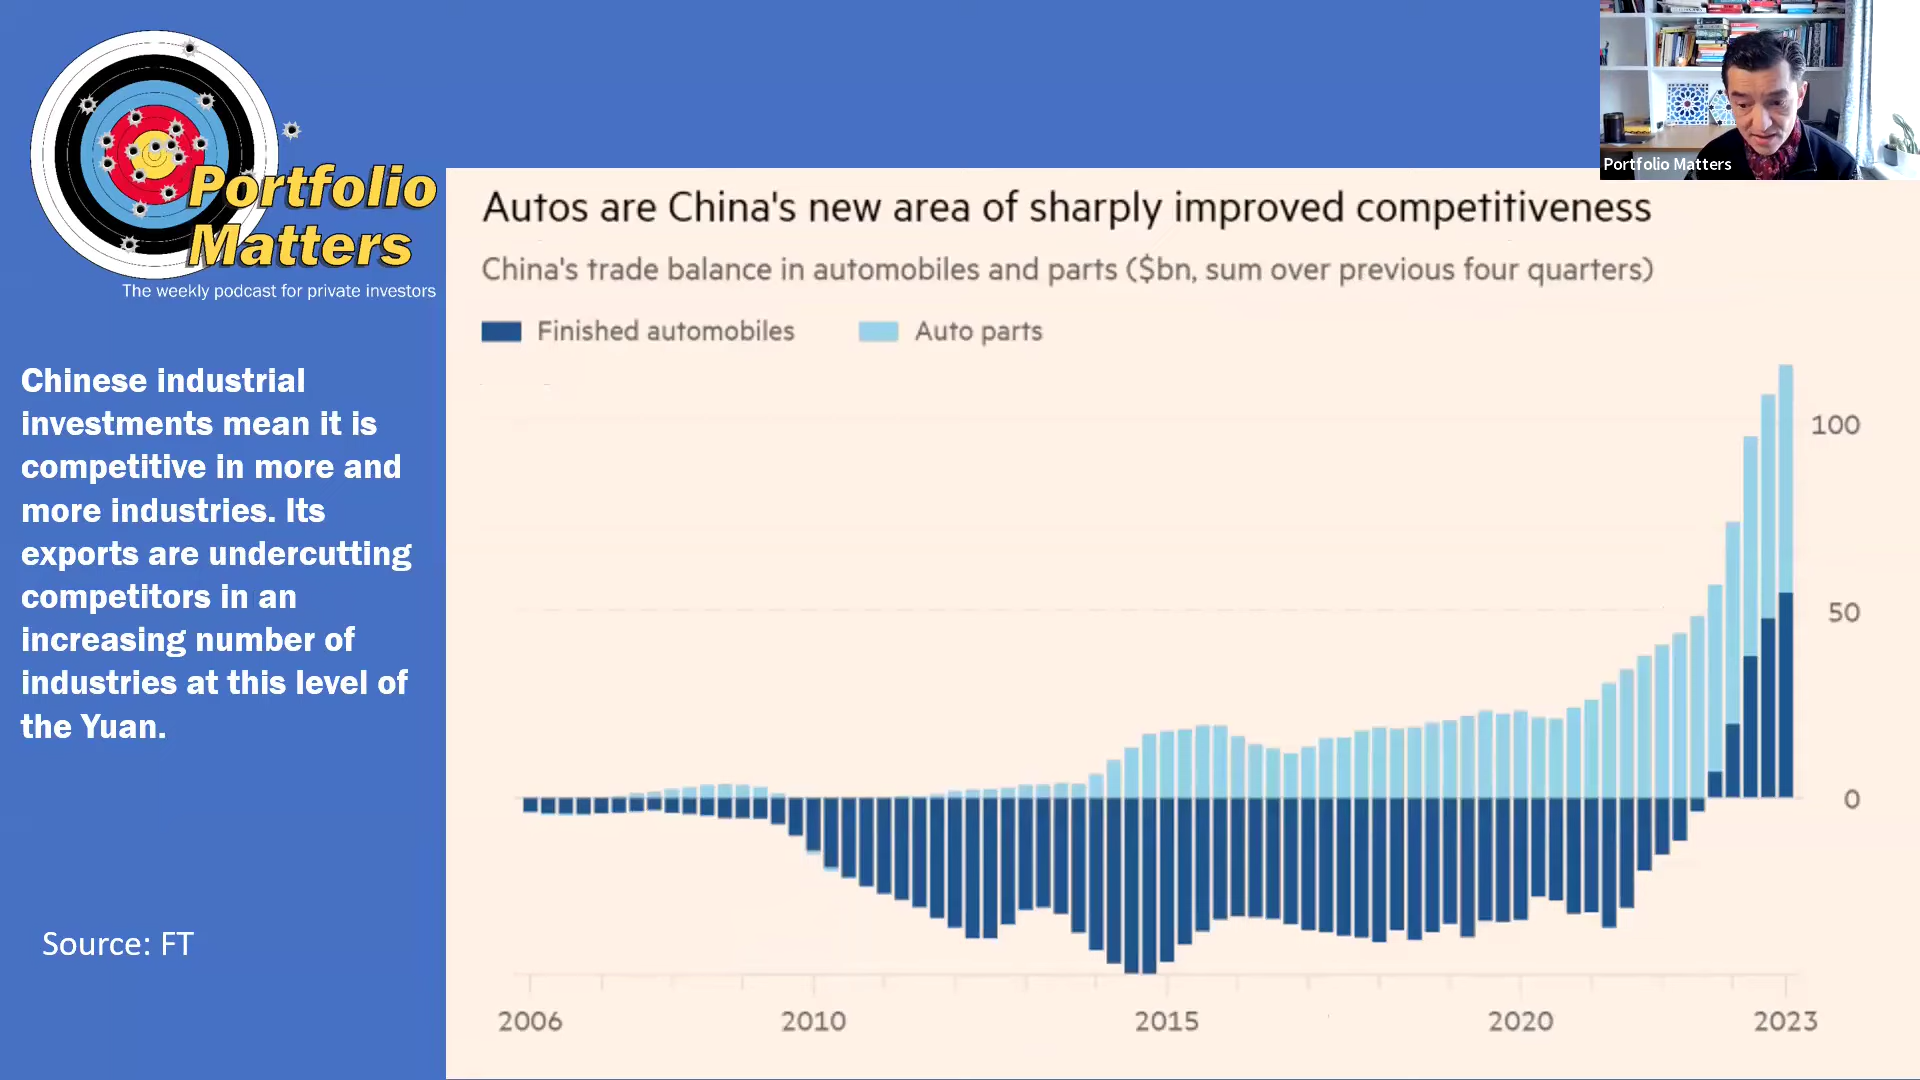 Portfolio
Matters
The weekly podcast for private investors
Chinese industrial
investments mean it is
competitive in more and
more industries. Its
exports are undercutting
competitors in an
increasing number of
industries at this level of
the Yuan.
Source: FT
Autos are China's new area of sharply improved competitiveness
China's trade balance in automobiles and parts ($bn, sum over previous four quarters)
Finished automobiles
Auto parts
100
50
0
2006
2010
2015
2020
2023
Portfolio Matters